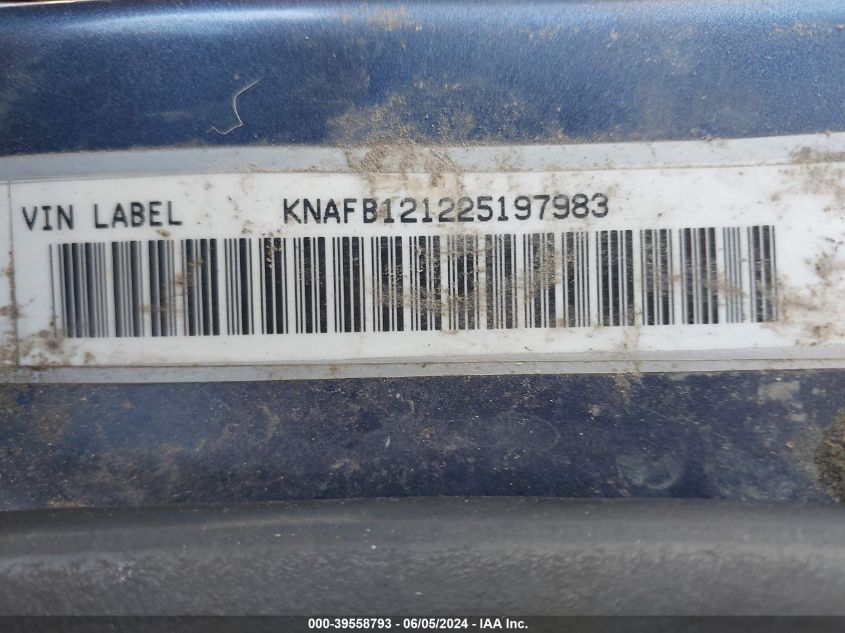 VIN LABEL KNAFB121225197983
000-39558793 - 06/05/2024 - IAA Inc.